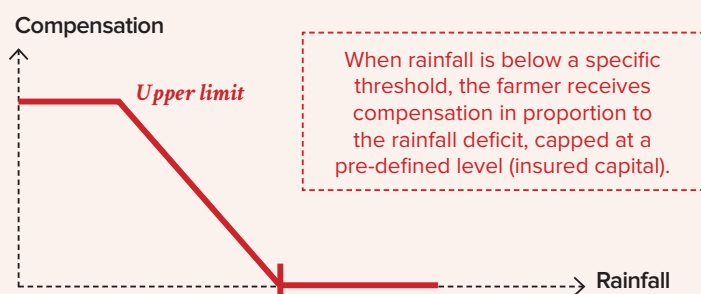 Compensation
Upper limit
When rainfall is below a specific
threshold, the farmer receives
compensation in proportion to
the rainfall deficit, capped at a
pre-defined level (insured capital).
Rainfall